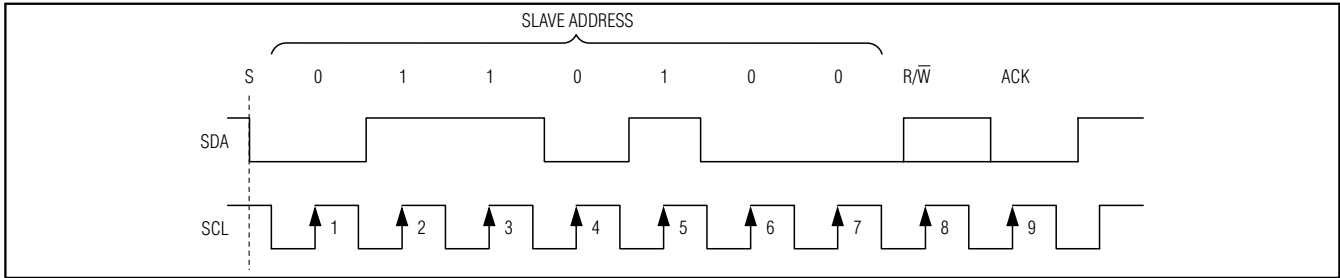 SLAVE ADDRESS
S 0 1 1 0 1 0 0 R/W̅ ACK
SDA
SCL 1 2 3 4 5 6 7 8 9